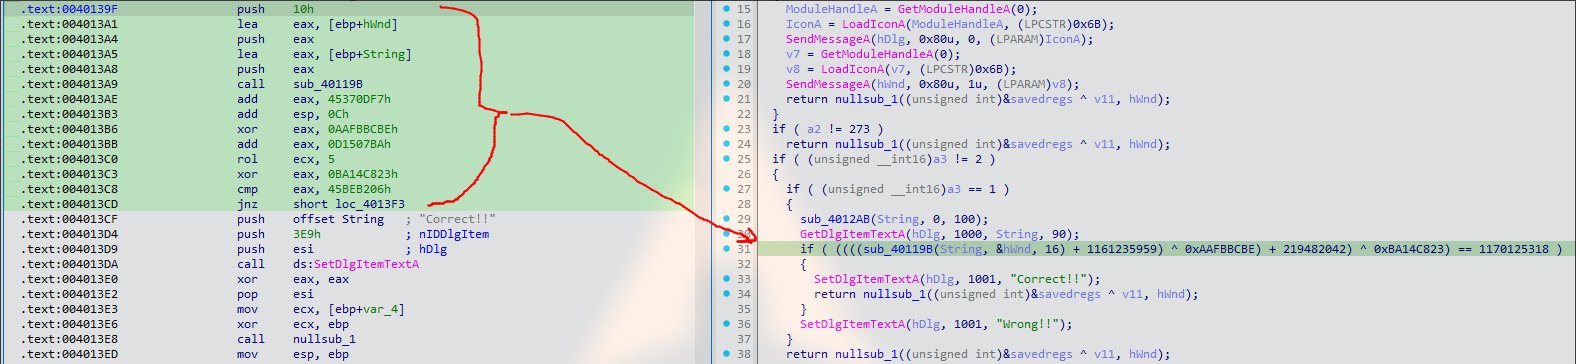 .text:0040139F push 10h
.text:004013A1 lea eax, [ebp+hWnd]
.text:004013A4 push eax
.text:004013A5 lea eax, [ebp+String]
.text:004013A8 push eax
.text:004013A9 call sub_40119B
.text:004013AE add eax, 45370DF7h
.text:004013B3 add esp, 0Ch
.text:004013B6 xor eax, 0AAFBBCBEh
.text:004013BB add eax, 0D1507BAh
.text:004013C0 rol ecx, 5
.text:004013C3 xor eax, 0BA14C823h
.text:004013C8 cmp eax, 45BEB206h
.text:004013CD jnz short loc_4013F3
.text:004013CF push offset String ; "Correct!!"
.text:004013D4 push 3E9h ; nIDDlgItem
.text:004013D9 push esi ; hDlg
.text:004013DA call ds:SetDlgItemTextA
.text:004013E0 xor eax, eax
.text:004013E2 pop esi
.text:004013E3 mov ecx, [ebp+var_4]
.text:004013E6 xor ecx, ebp
.text:004013E8 call nullsub_1
.text:004013ED mov esp, ebp
15 ModuleHandleA = GetModuleHandleA(0);
16 IconA = LoadIconA(ModuleHandleA, (LPCSTR)0x6B);
17 SendMessageA(hDlg, 0x80u, 0, (LPARAM)IconA);
18 v7 = GetModuleHandleA(0);
19 v8 = LoadIconA(v7, (LPCSTR)0x6B);
20 SendMessageA(hWnd, 0x80u, 1u, (LPARAM)v8);
21 return nullsub_1((unsigned int)&savedregs ^ v11, hWnd);
22 }
23 if ( a2 != 273 )
24 return nullsub_1((unsigned int)&savedregs ^ v11, hWnd);
25 if ( (unsigned __int16)a3 != 2 )
26 {
27 if ( (unsigned __int16)a3 == 1 )
28 {
29 sub_4012AB(String, 0, 100);
30 GetDlgItemTextA(hDlg, 1000, String, 90);
31 if ( ((((sub_40119B(String, &hWnd, 16) + 1161235959) ^ 0xAAFBBCBE) + 219482042) ^ 0xBA14C823) == 1170125318 )
32 {
33 SetDlgItemTextA(hDlg, 1001, "Correct!!");
34 return nullsub_1((unsigned int)&savedregs ^ v11, hWnd);
35 }
36 SetDlgItemTextA(hDlg, 1001, "Wrong!!");
37 }
38 return nullsub_1((unsigned int)&savedregs ^ v11, hWnd);